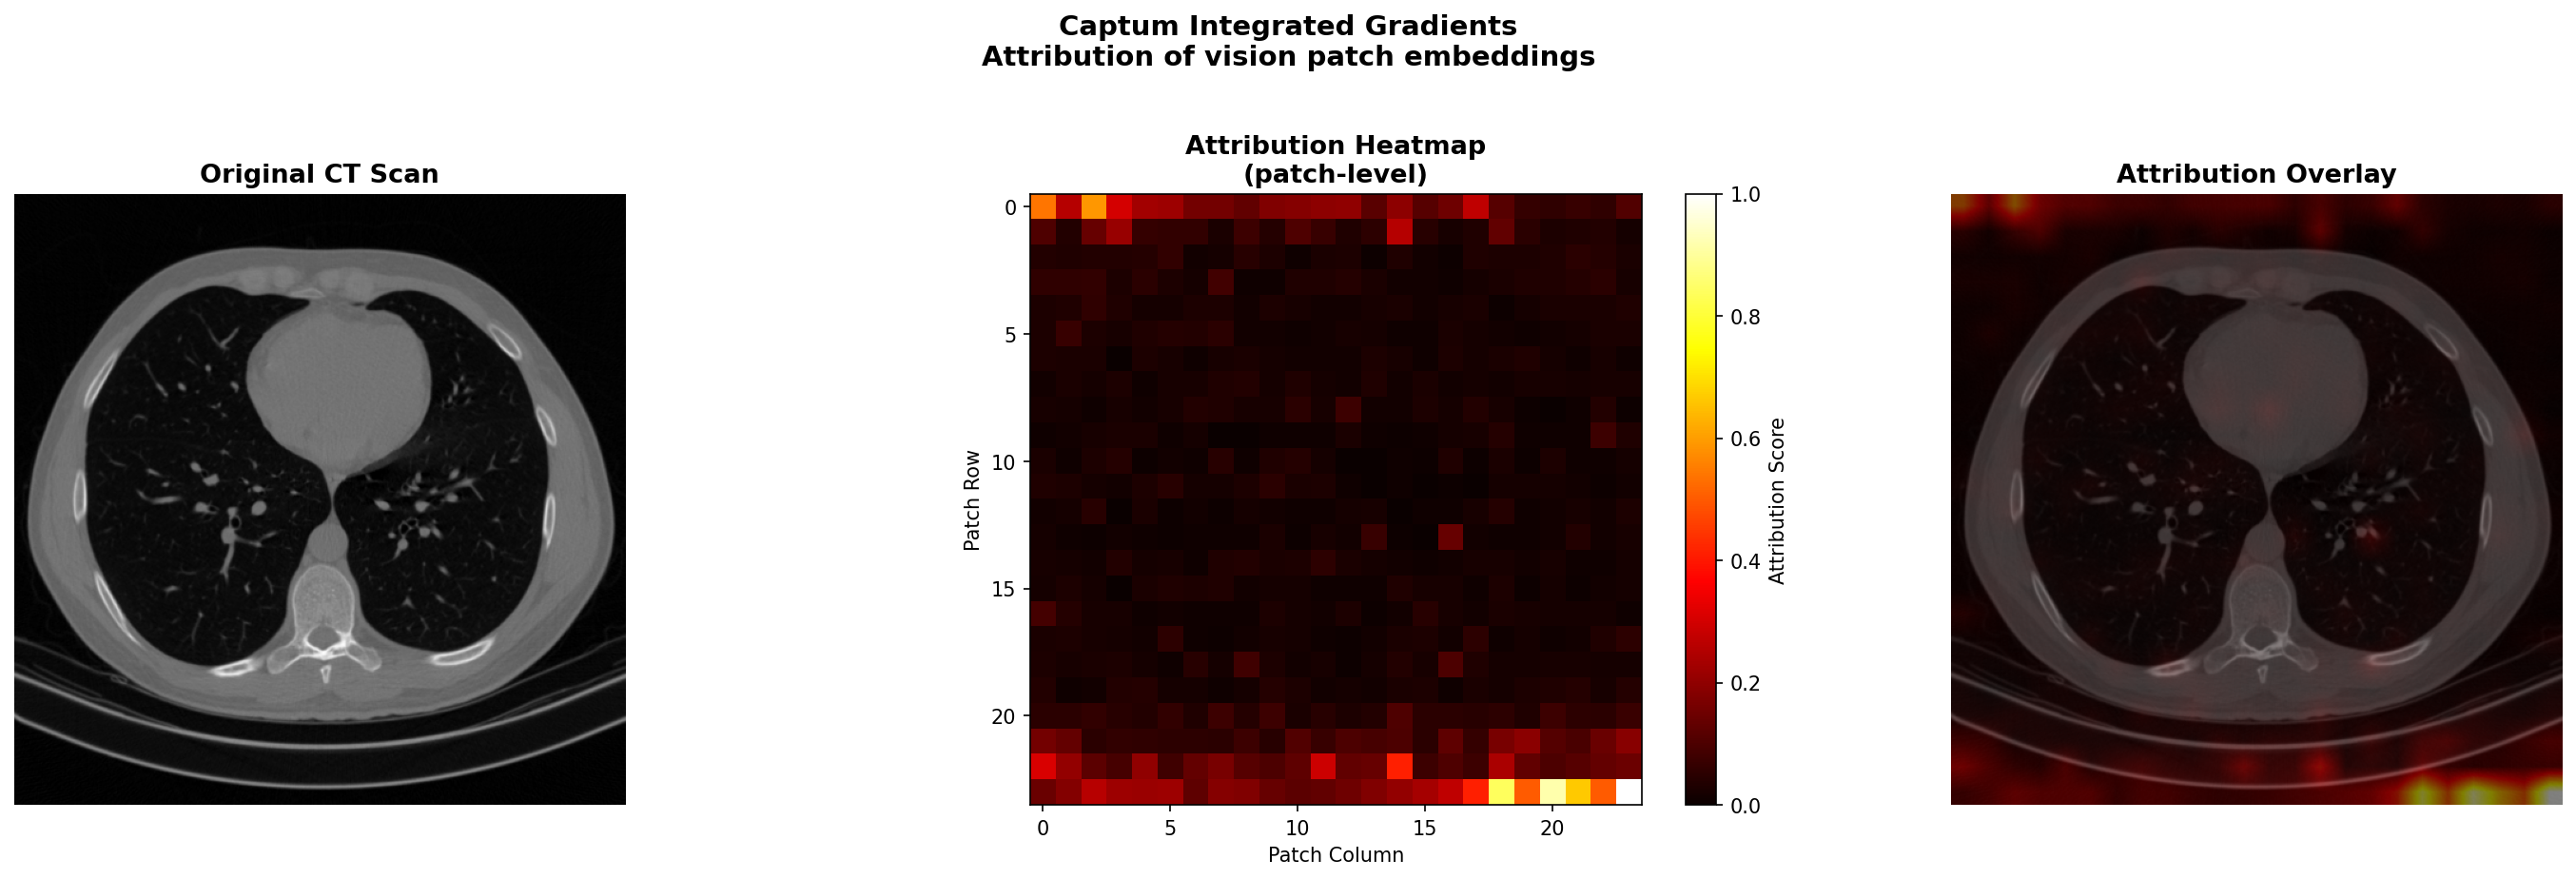 Captum Integrated Gradients
Attribution of vision patch embeddings
Original CT Scan
Attribution Heatmap
(patch-level)
Attribution Overlay
0
5
10
15
20
Patch Row
0
5
10
15
20
Patch Column
1.0
0.8
0.6
0.4
0.2
0.0
Attribution Score